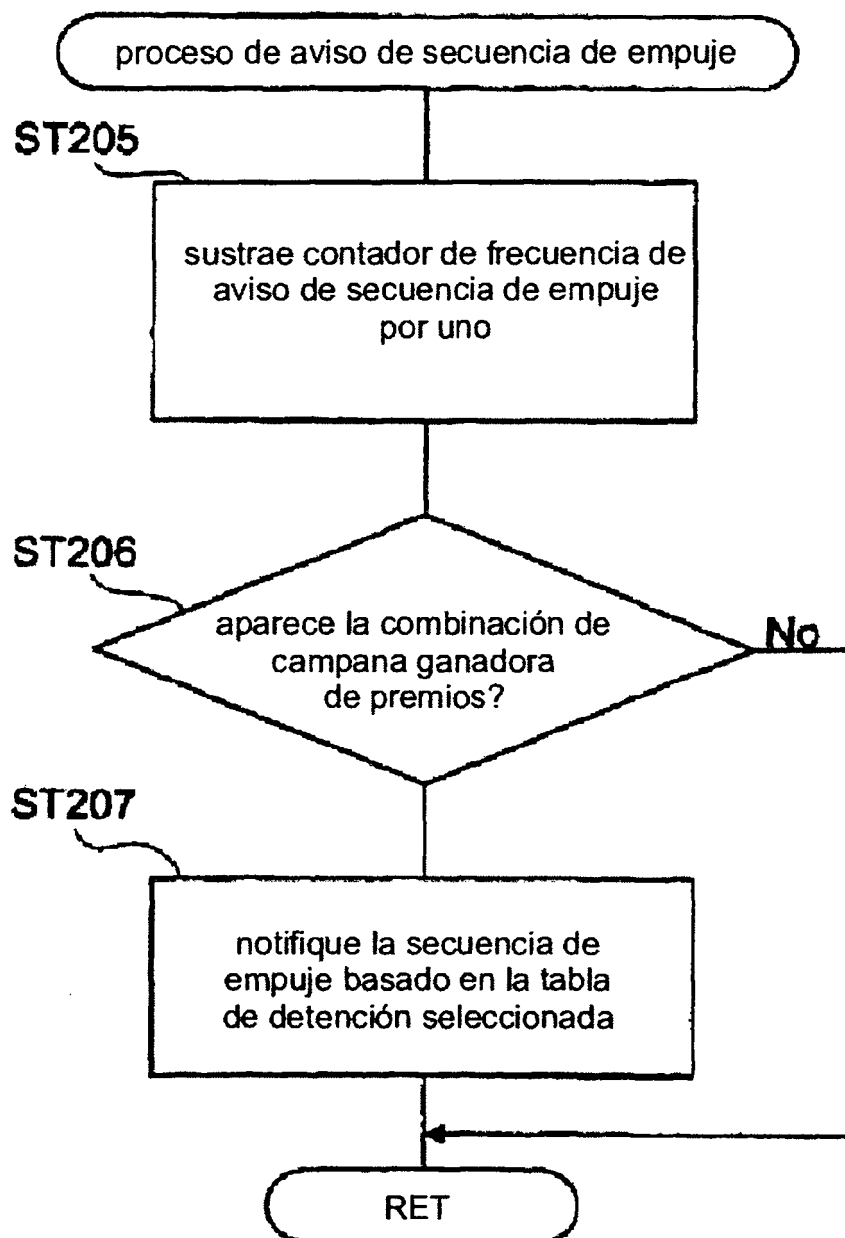 proceso de aviso de secuencia de empuje
ST205
sustrae contador de frecuencia de
aviso de secuencia de empuje
por uno
ST206
aparece la combinación de
campana ganadora
de premios?
No
ST207
notifique la secuencia de
empuje basado en la tabla
de detención seleccionada
RET